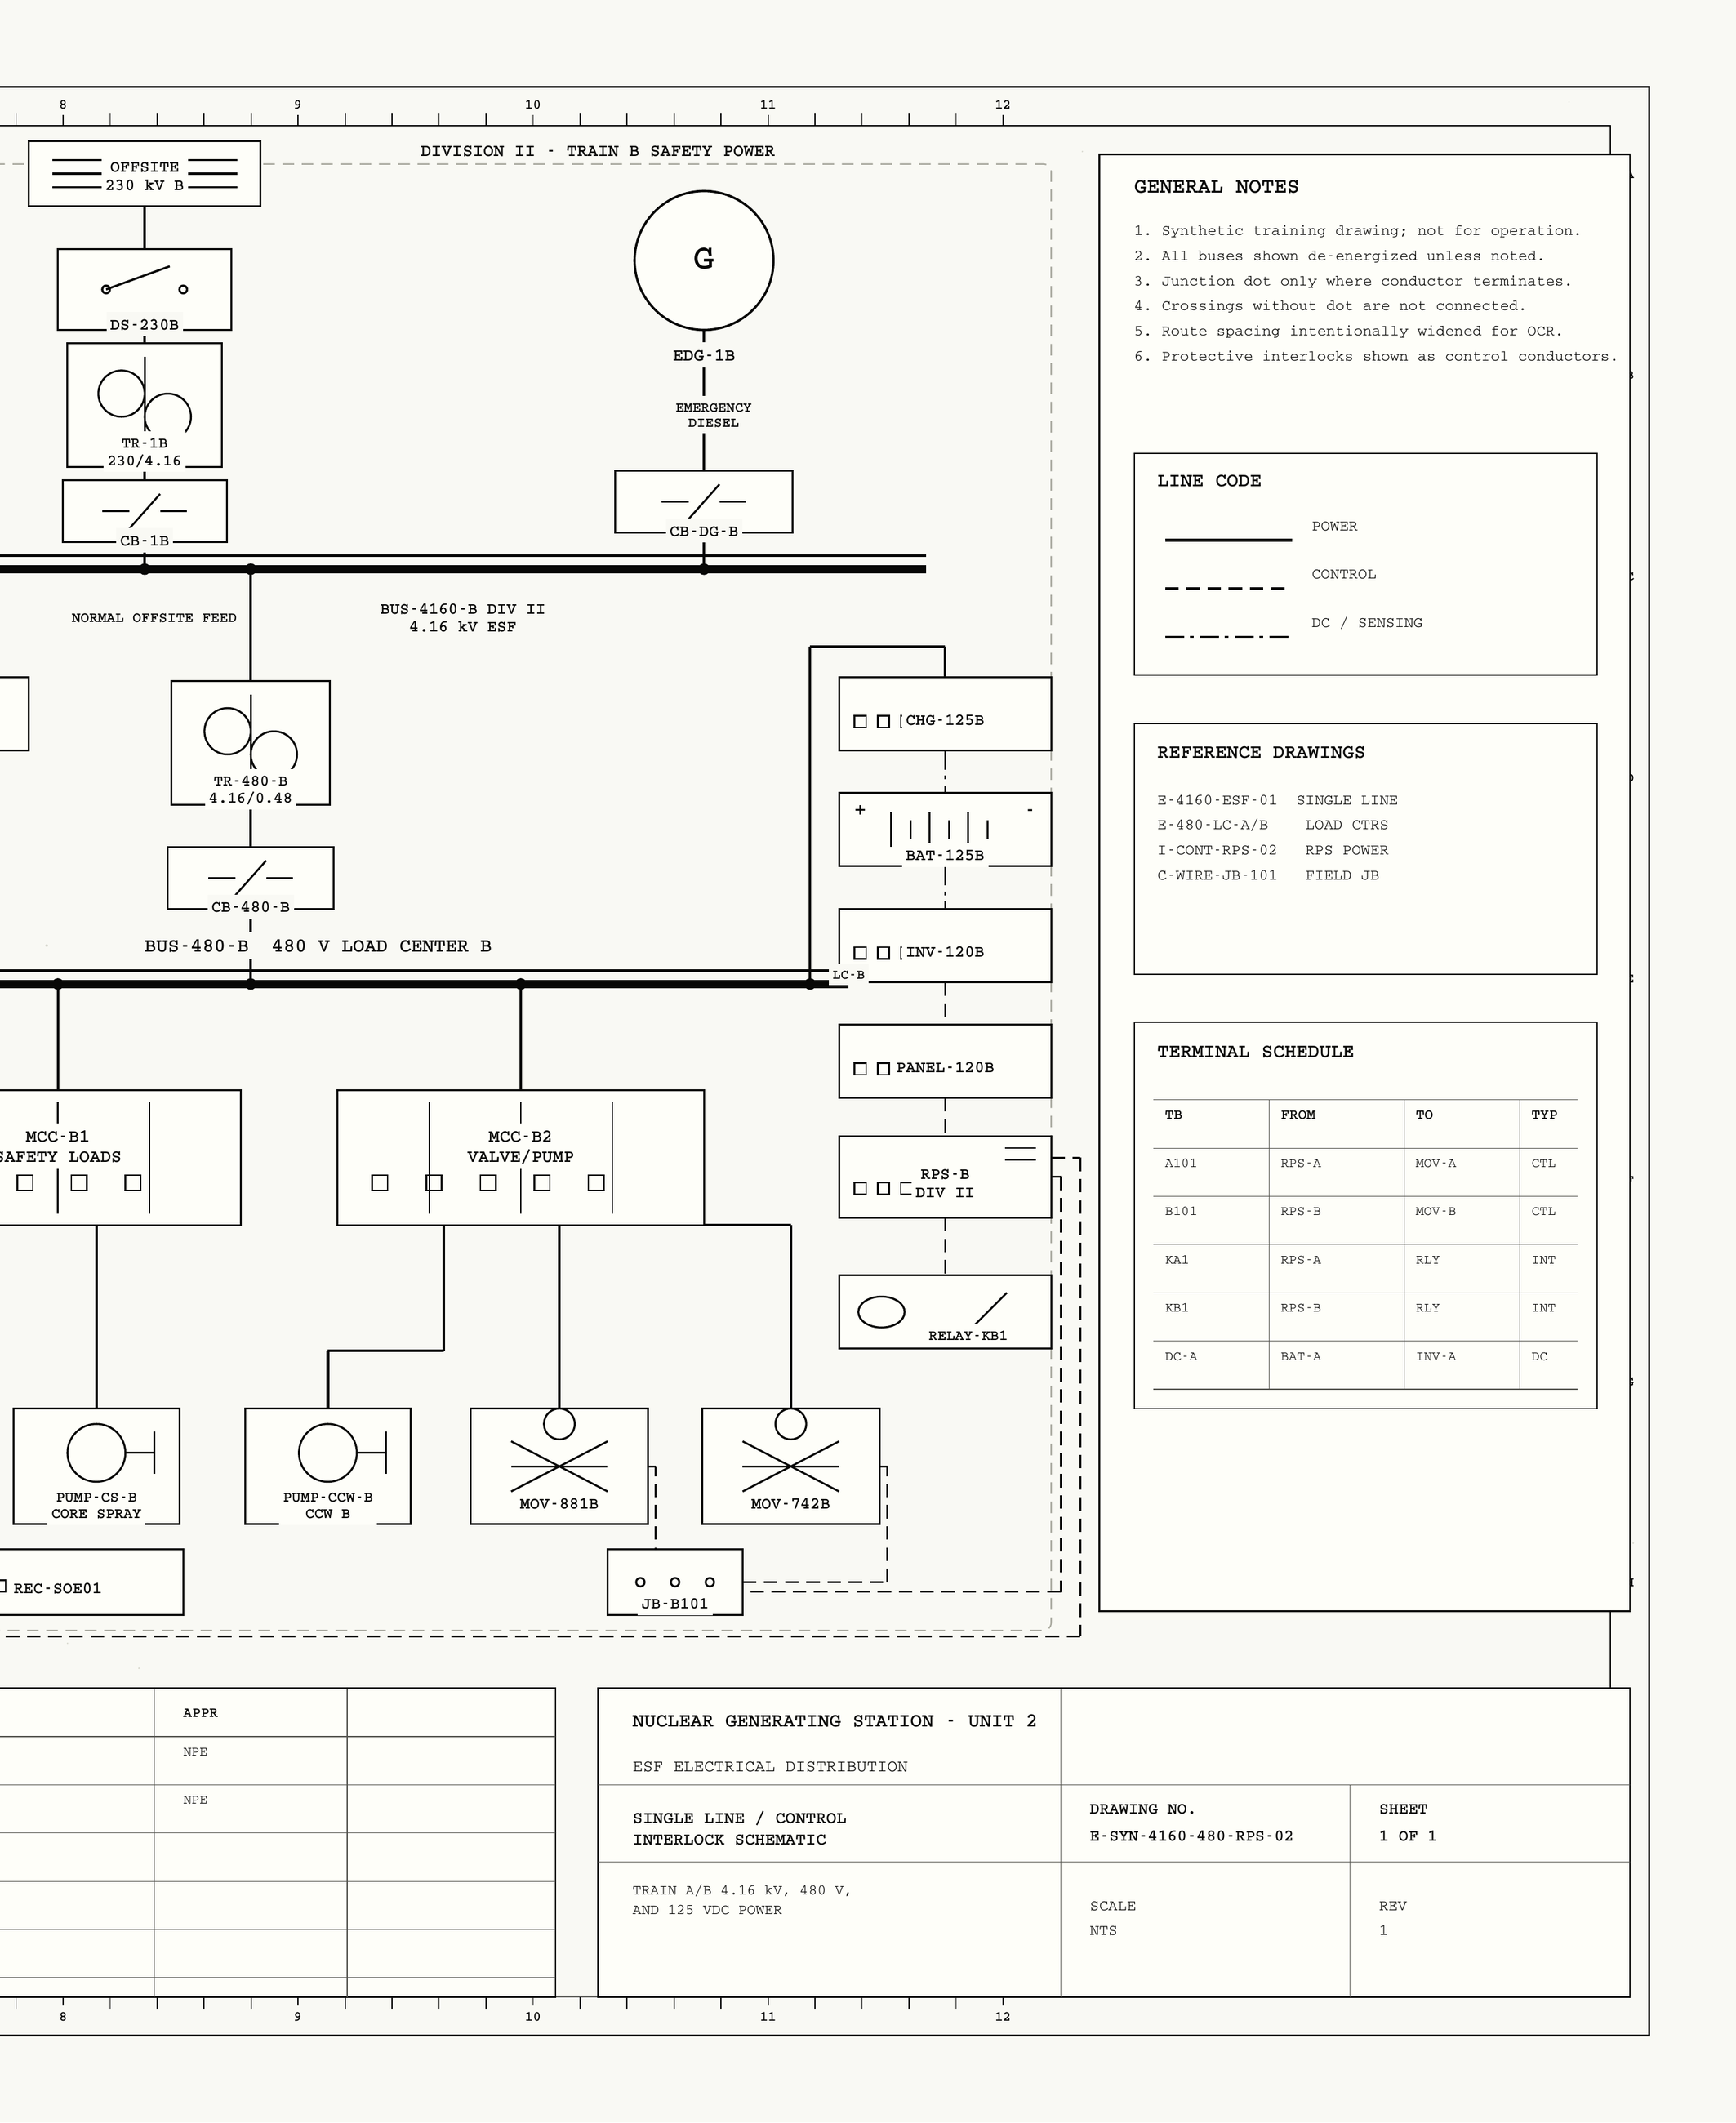 8 9 10 11 12
DIVISION II - TRAIN B SAFETY POWER
OFFSITE
230 kV B
DS-230B
TR-1B
230/4.16
CB-1B
G
EDG-1B
EMERGENCY
DIESEL
CB-DG-B
NORMAL OFFSITE FEED
BUS-4160-B DIV II
4.16 kV ESF
TR-480-B
4.16/0.48
CB-480-B
BUS-480-B 480 V LOAD CENTER B
LC-B
CHG-125B
+ -
BAT-125B
INV-120B
PANEL-120B
RPS-B
DIV II
RELAY-KB1
MCC-B1
SAFETY LOADS
MCC-B2
VALVE/PUMP
PUMP-CS-B
CORE SPRAY
PUMP-CCW-B
CCW B
MOV-881B
MOV-742B
REC-SOE01
JB-B101
GENERAL NOTES
1. Synthetic training drawing; not for operation.
2. All buses shown de-energized unless noted.
3. Junction dot only where conductor terminates.
4. Crossings without dot are not connected.
5. Route spacing intentionally widened for OCR.
6. Protective interlocks shown as control conductors.
LINE CODE
POWER
CONTROL
DC / SENSING
REFERENCE DRAWINGS
E-4160-ESF-01 SINGLE LINE
E-480-LC-A/B LOAD CTRS
I-CONT-RPS-02 RPS POWER
C-WIRE-JB-101 FIELD JB
TERMINAL SCHEDULE
TB FROM TO TYP
A101 RPS-A MOV-A CTL
B101 RPS-B MOV-B CTL
KA1 RPS-A RLY INT
KB1 RPS-B RLY INT
DC-A BAT-A INV-A DC
APPR
NPE
NPE
NUCLEAR GENERATING STATION - UNIT 2
ESF ELECTRICAL DISTRIBUTION
SINGLE LINE / CONTROL
INTERLOCK SCHEMATIC
TRAIN A/B 4.16 kV, 480 V,
AND 125 VDC POWER
DRAWING NO.
E-SYN-4160-480-RPS-02
SHEET
1 OF 1
SCALE
NTS
REV
1
8 9 10 11 12